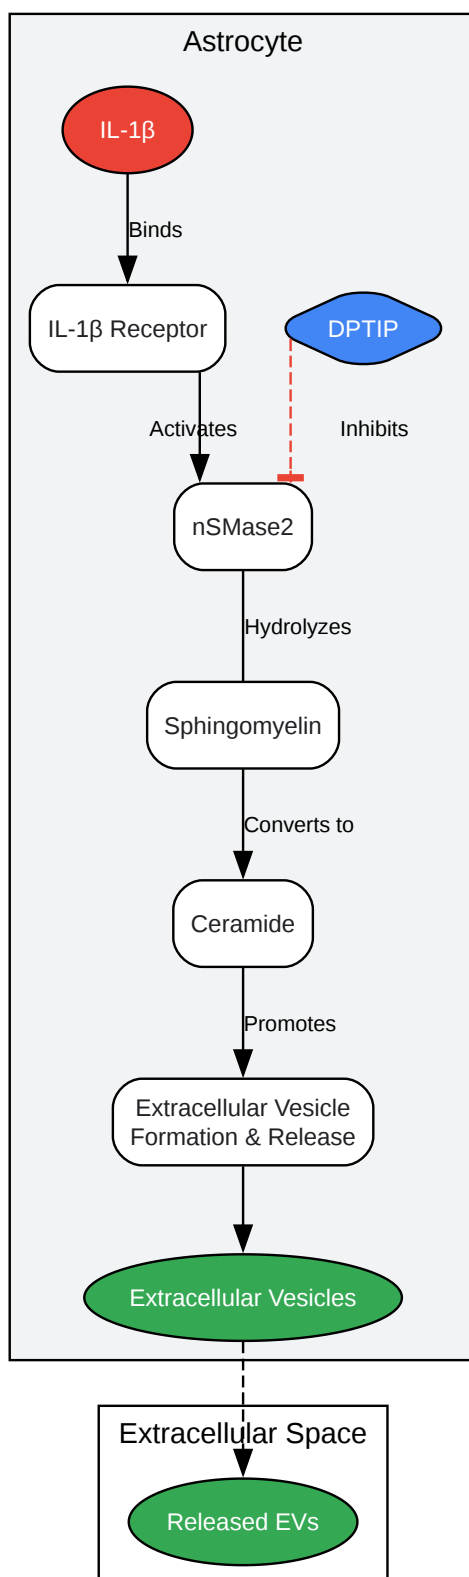 Astrocyte
IL-1β
Binds
IL-1β Receptor
DPTIP
Activates
Inhibits
nSMase2
Hydrolyzes
Sphingomyelin
Converts to
Ceramide
Promotes
Extracellular Vesicle
Formation & Release
Extracellular Vesicles
Extracellular Space
Released EVs